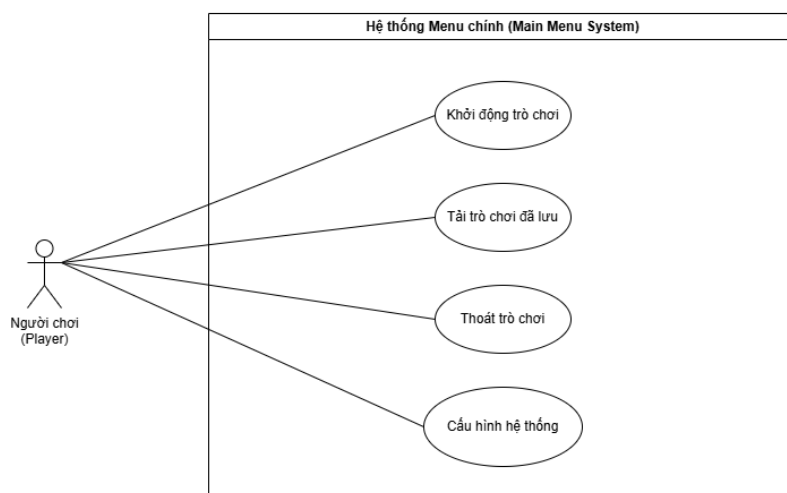 Hệ thống Menu chính (Main Menu System)
Khởi động trò chơi
Tải trò chơi đã lưu
Người chơi
(Player)
Thoát trò chơi
Cấu hình hệ thống